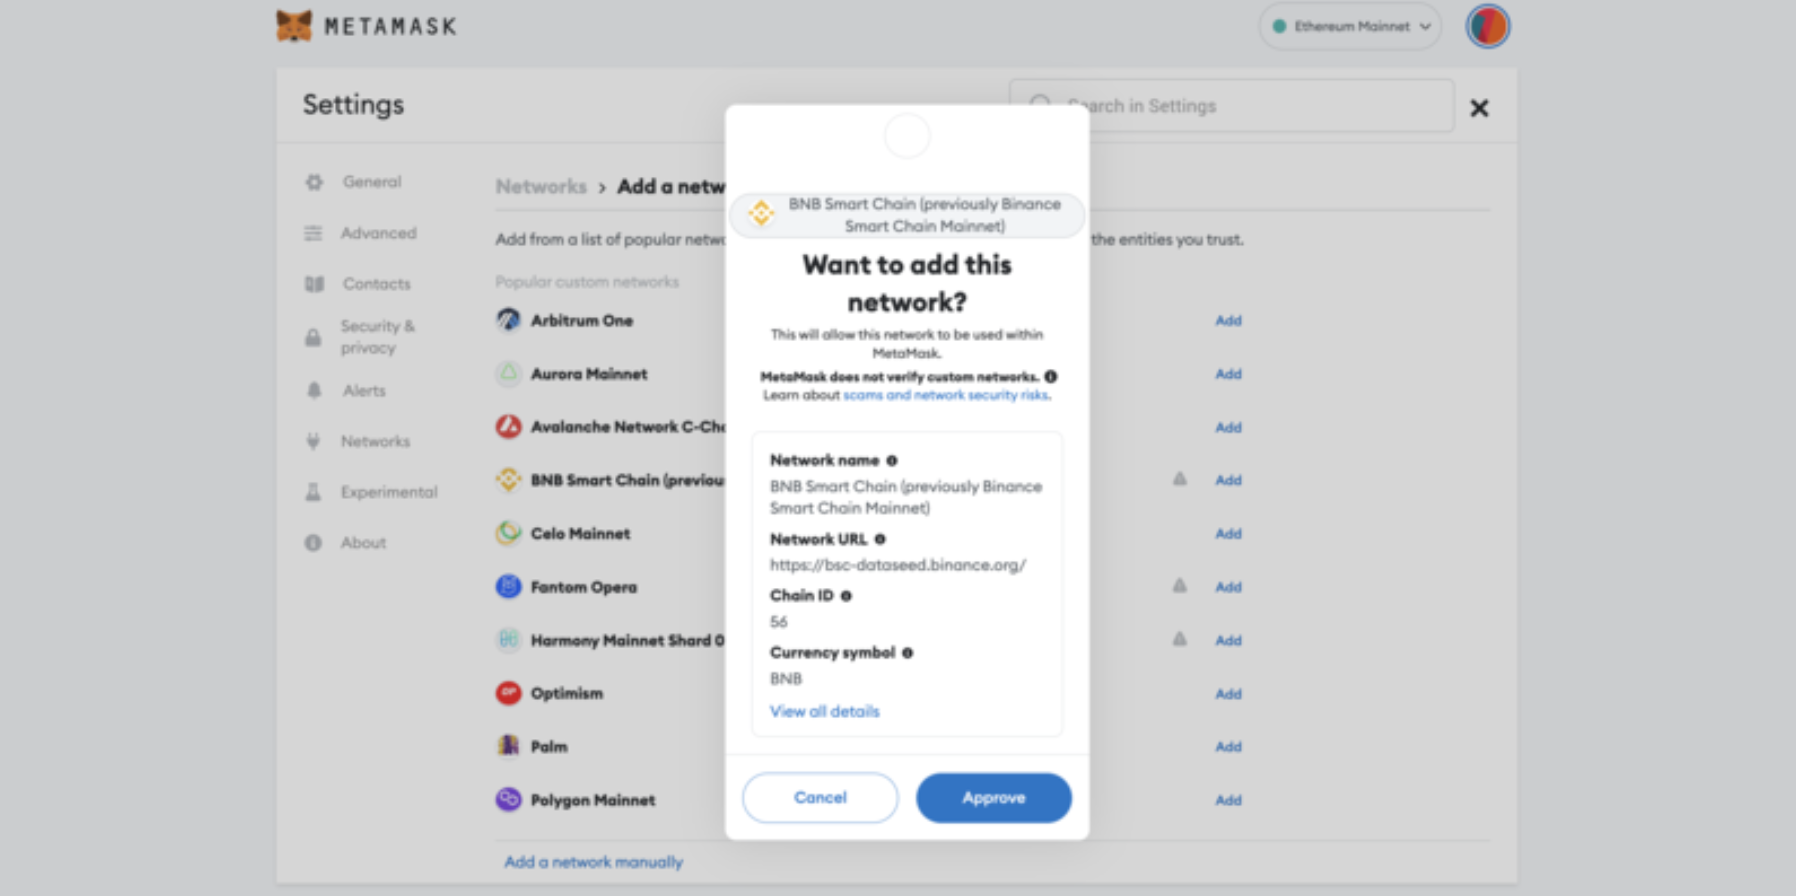 METAMASK
Ethereum Mainnet
Settings
Search in Settings
General
Advanced
Contacts
Security &
privacy
Alerts
Networks
Experimental
About
Networks > Add a netw
Add from a list of popular netwo
the entities you trust.
Popular custom networks
Arbitrum One
Add
Aurora Mainnet
Add
Avalanche Network C-Cha
Add
BNB Smart Chain (previou
Add
Celo Mainnet
Add
Fantom Opera
Add
Harmony Mainnet Shard 0
Add
OP
Optimism
Add
Palm
Add
Polygon Mainnet
Add
Add a network manually
BNB Smart Chain (previously Binance
Smart Chain Mainnet)
Want to add this
network?
This will allow this network to be used within
MetaMask.
MetaMask does not verify custom networks.
Learn about scams and network security risks.
Network name
BNB Smart Chain (previously Binance
Smart Chain Mainnet)
Network URL
https://bsc-dataseed.binance.org/
Chain ID
56
Currency symbol
BNB
View all details
Cancel
Approve